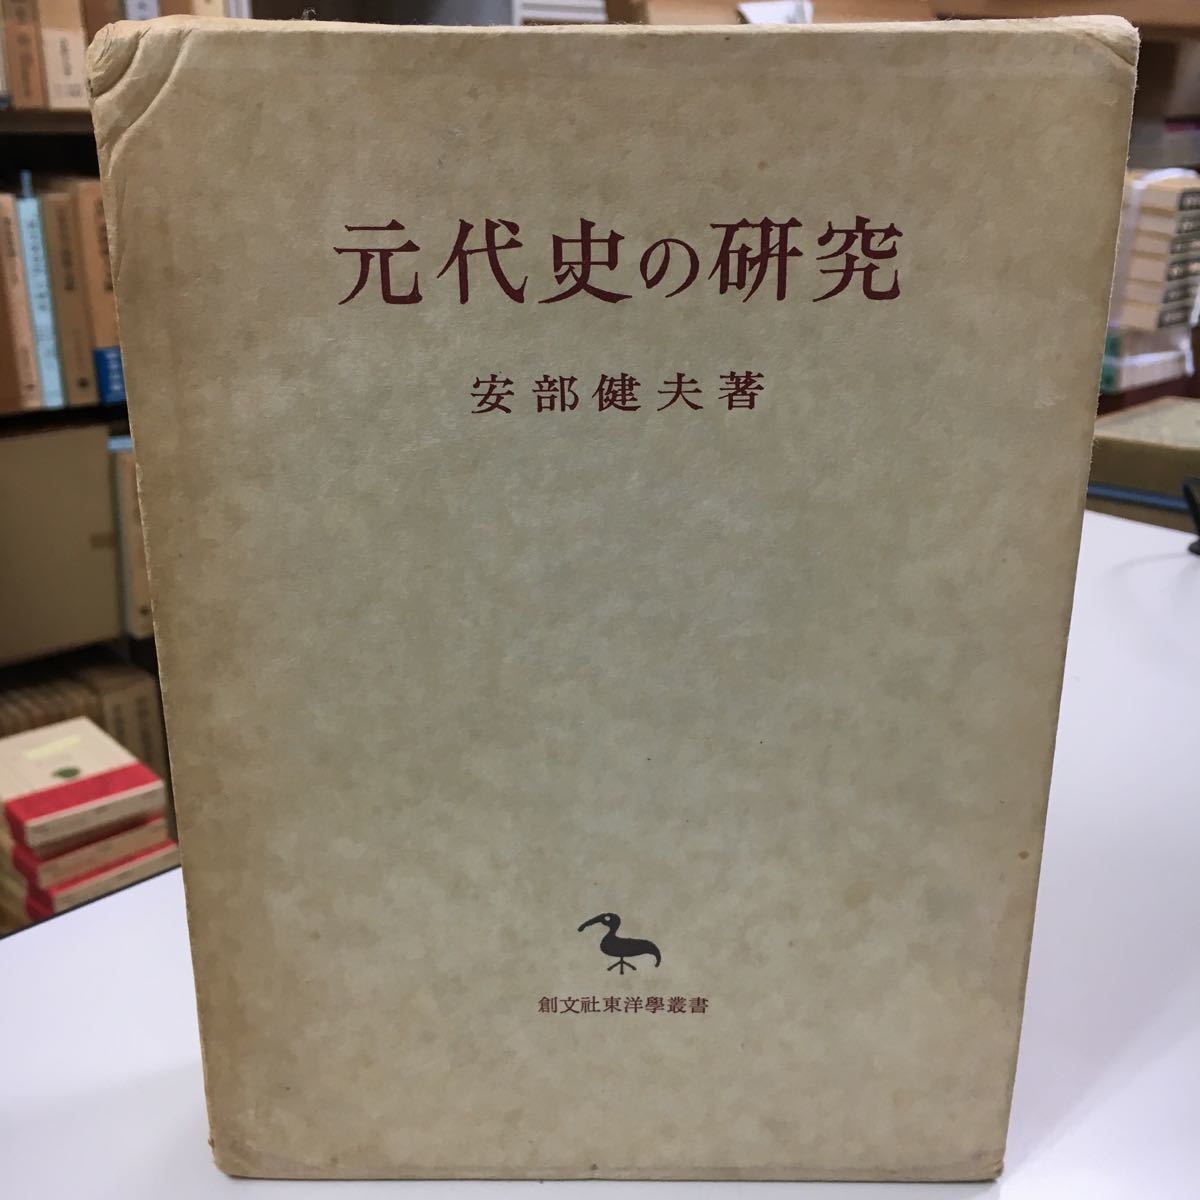 元代史の研究
安部健夫著
創文社東洋學叢書